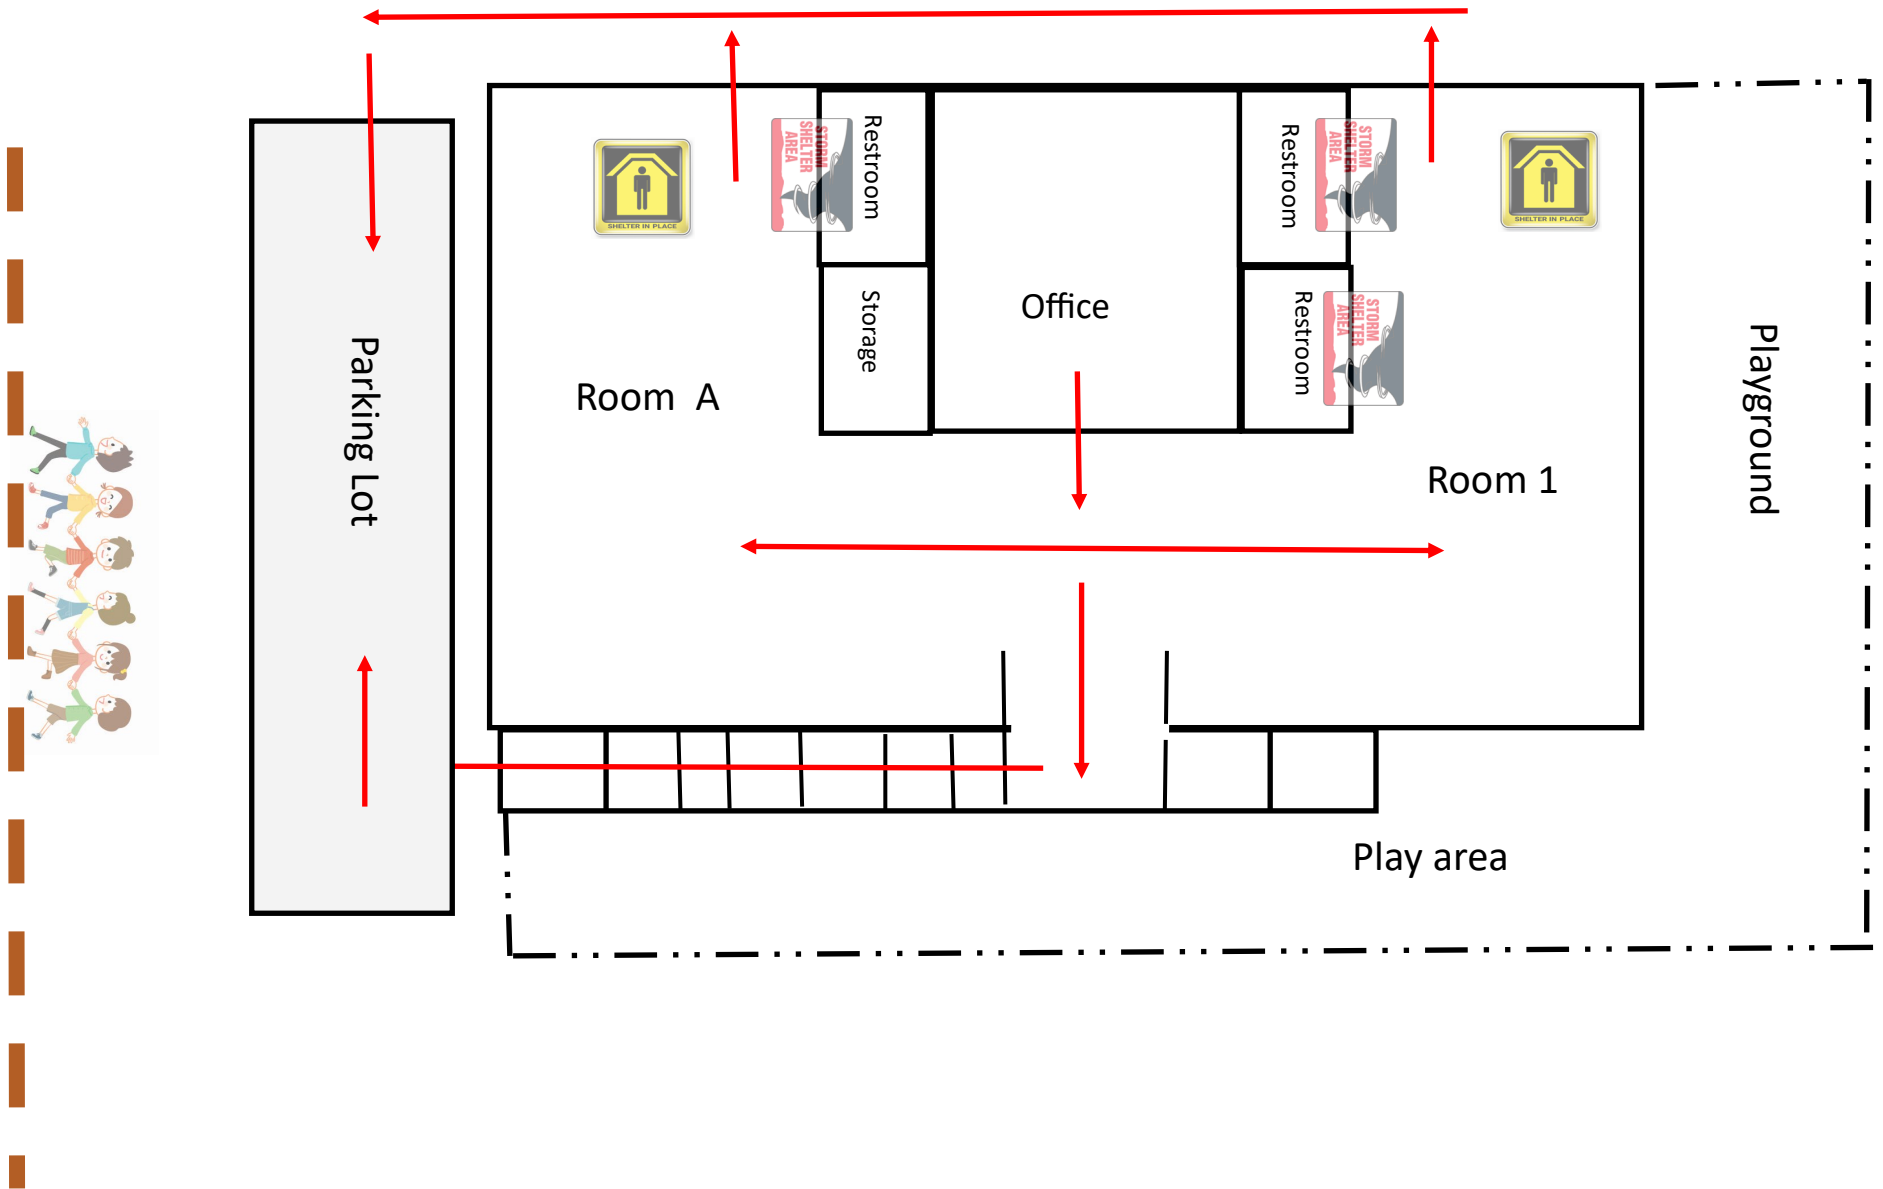 SHELTER IN PLACE
STORM
SHELTER
AREA
Restroom
Restroom
STORM
SHELTER
AREA
SHELTER IN PLACE
Storage
Office
Restroom
STORM
SHELTER
AREA
Parking Lot
Room A
Room 1
Playground
Play area